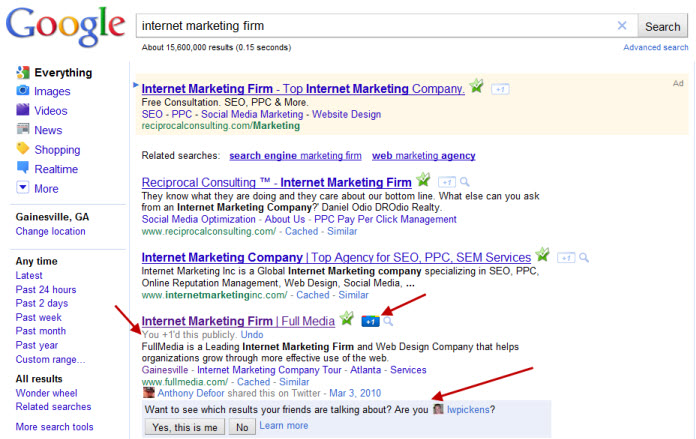 Google
internet marketing firm
Search
About 15,600,000 results (0.15 seconds)
Advanced search
Everything
Images
Videos
News
Shopping
Realtime
More
Gainesville, GA
Change location
Any time
Latest
Past 24 hours
Past 2 days
Past week
Past month
Past year
Custom range...
All results
Wonder wheel
Related searches
More search tools
Internet Marketing Firm - Top Internet Marketing Company. +1
Ad
Free Consultation. SEO, PPC & More.
SEO - PPC - Social Media Marketing - Website Design
reciprocalconsulting.com/Marketing
Related searches: search engine marketing firm web marketing agency
Reciprocal Consulting ™ - Internet Marketing Firm +1
They know what they are doing and they care about our bottom line. What else can you ask
from an Internet Marketing Company?' Daniel Odio DROdio Realty.
Social Media Optimization - About Us - PPC Pay Per Click Management
www.reciprocalconsulting.com/ - Cached - Similar
Internet Marketing Company | Top Agency for SEO, PPC, SEM Services +1
Internet Marketing Inc is a Global Internet Marketing company specializing in SEO, PPC,
Online Reputation Management, Web Design, Social Media, ...
www.internetmarketinginc.com/ - Cached - Similar
Internet Marketing Firm | Full Media +1
You +1'd this publicly. Undo
FullMedia is a Leading Internet Marketing Firm and Web Design Company that helps
organizations grow through more effective use of the web.
Gainesville - Internet Marketing Company Tour - Atlanta - Services
www.fullmedia.com/ - Cached - Similar
Anthony Defoor shared this on Twitter - Mar 3, 2010
Want to see which results your friends are talking about? Are you lwpickens?
Yes, this is me No Learn more